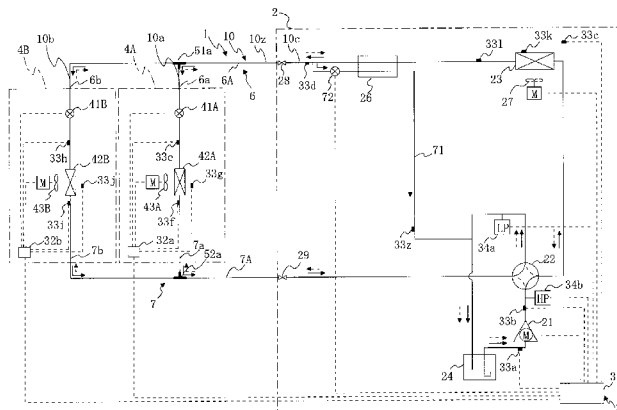 10b
4B
10a
4A
1
10
10z
2
10c
33l
33k
33c
51a
6A
6
6b
6a
28
33d
72
26
23
27
M
41B
41A
33h
42B
33e
42A
33j
33g
M
M
43B
43A
33i
33f
71
33z
LP
34a
22
32b
7b
32a
7a
52a
7A
29
7
34b
HP
33b
21
M
24
33a
3